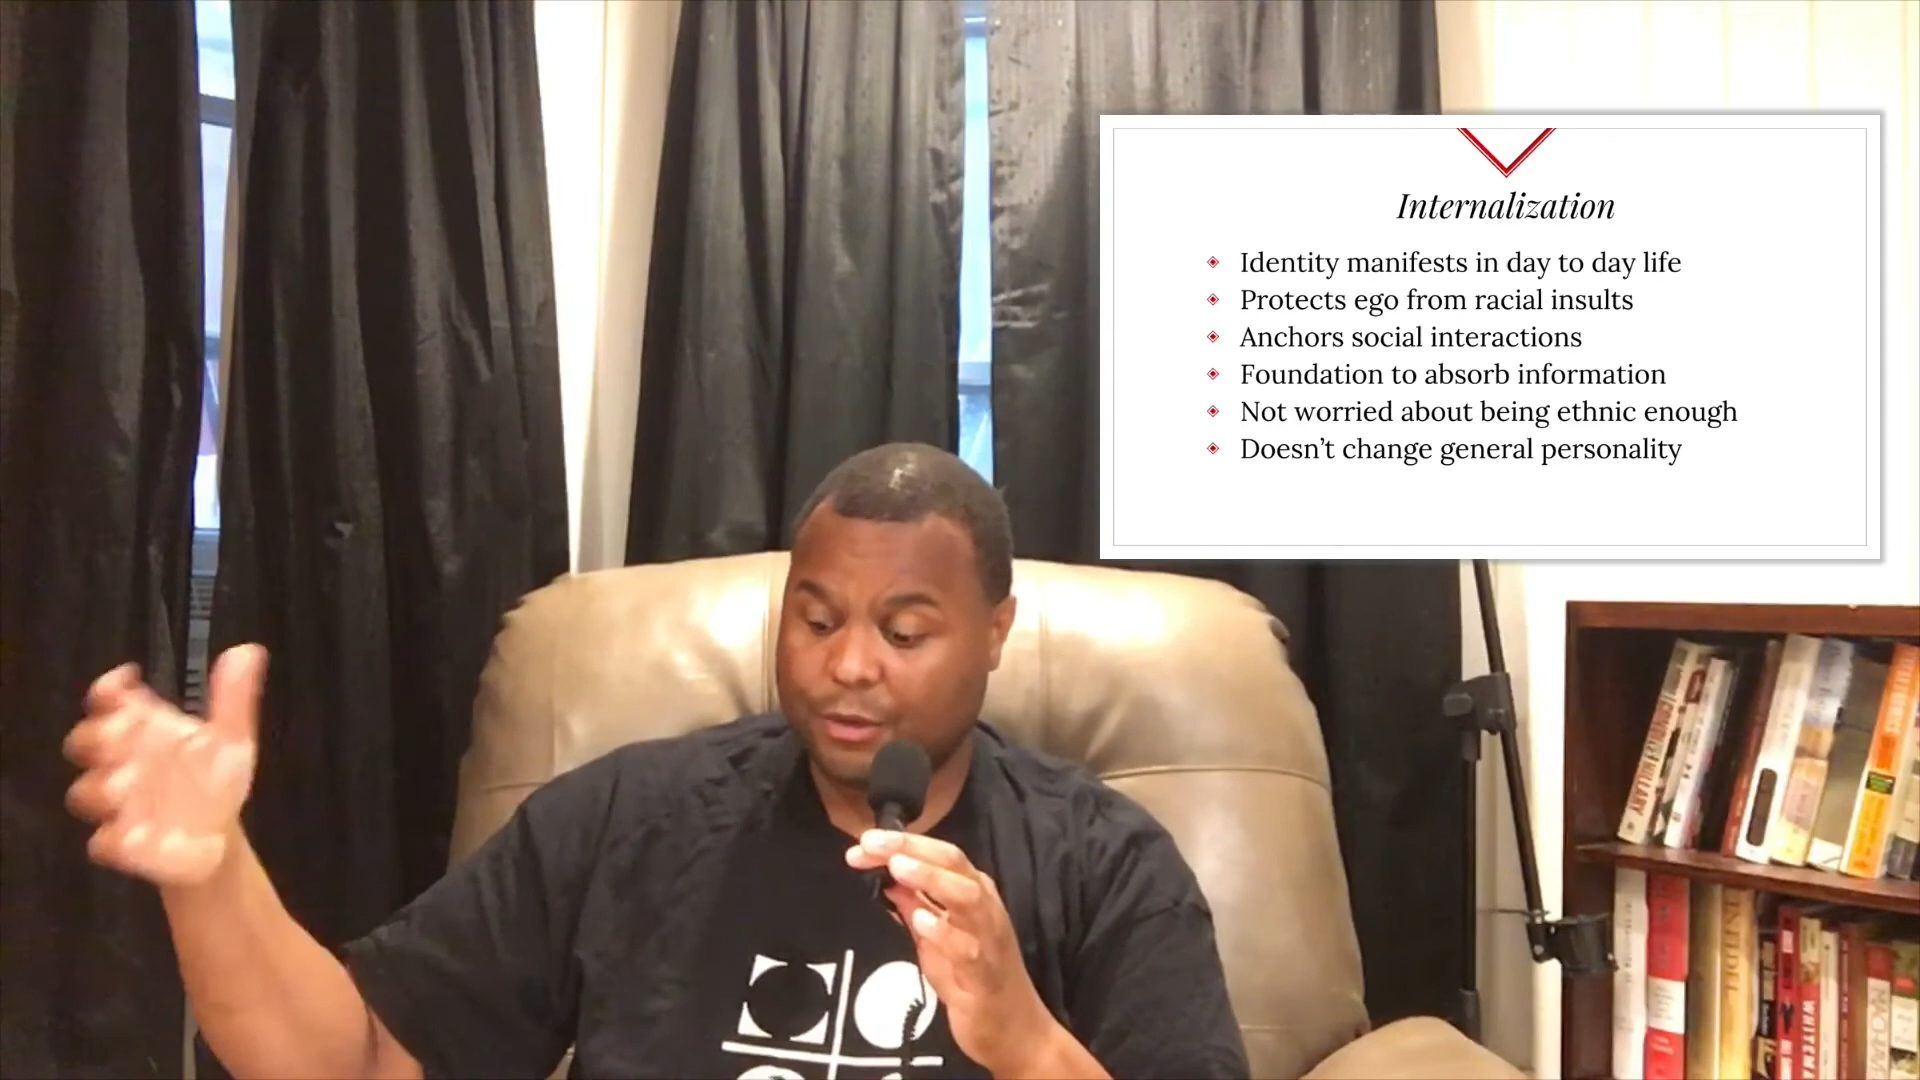 Internalization
Identity manifests in day to day life
Protects ego from racial insults
Anchors social interactions
Foundation to absorb information
Not worried about being ethnic enough
Doesn’t change general personality